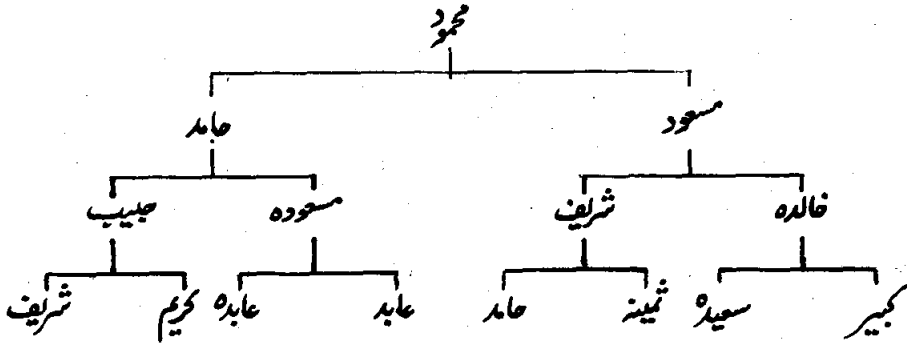 محمود
مسعود حامد
خالدہ شریف مسعودہ حبیب
کبیر سعیدہ ثمینہ حامد عابد عابدہ کریم شریف